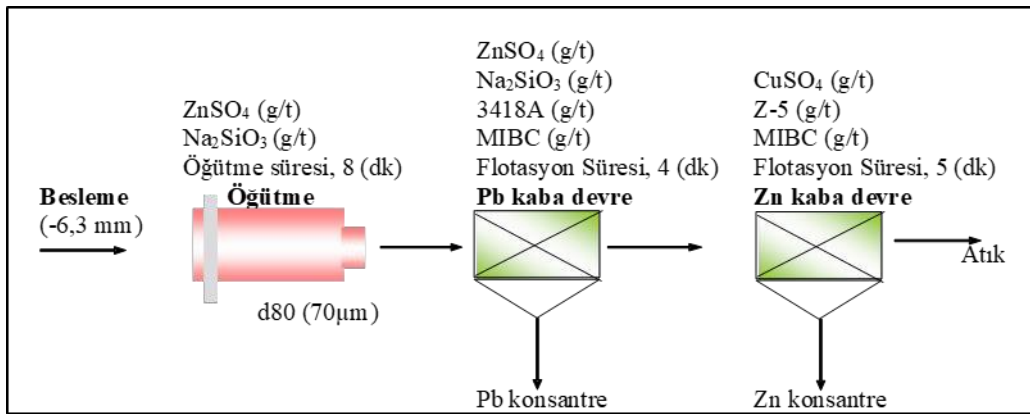 Besleme
(-6,3 mm)
ZnSO₄ (g/t)
Na₂SiO₃ (g/t)
Öğütme süresi, 8 (dk)
Öğütme
d80 (70µm)
ZnSO₄ (g/t)
Na₂SiO₃ (g/t)
3418A (g/t)
MIBC (g/t)
Flotasyon Süresi, 4 (dk)
Pb kaba devre
Pb konsantre
CuSO₄ (g/t)
Z-5 (g/t)
MIBC (g/t)
Flotasyon Süresi, 5 (dk)
Zn kaba devre
Zn konsantre
Atık